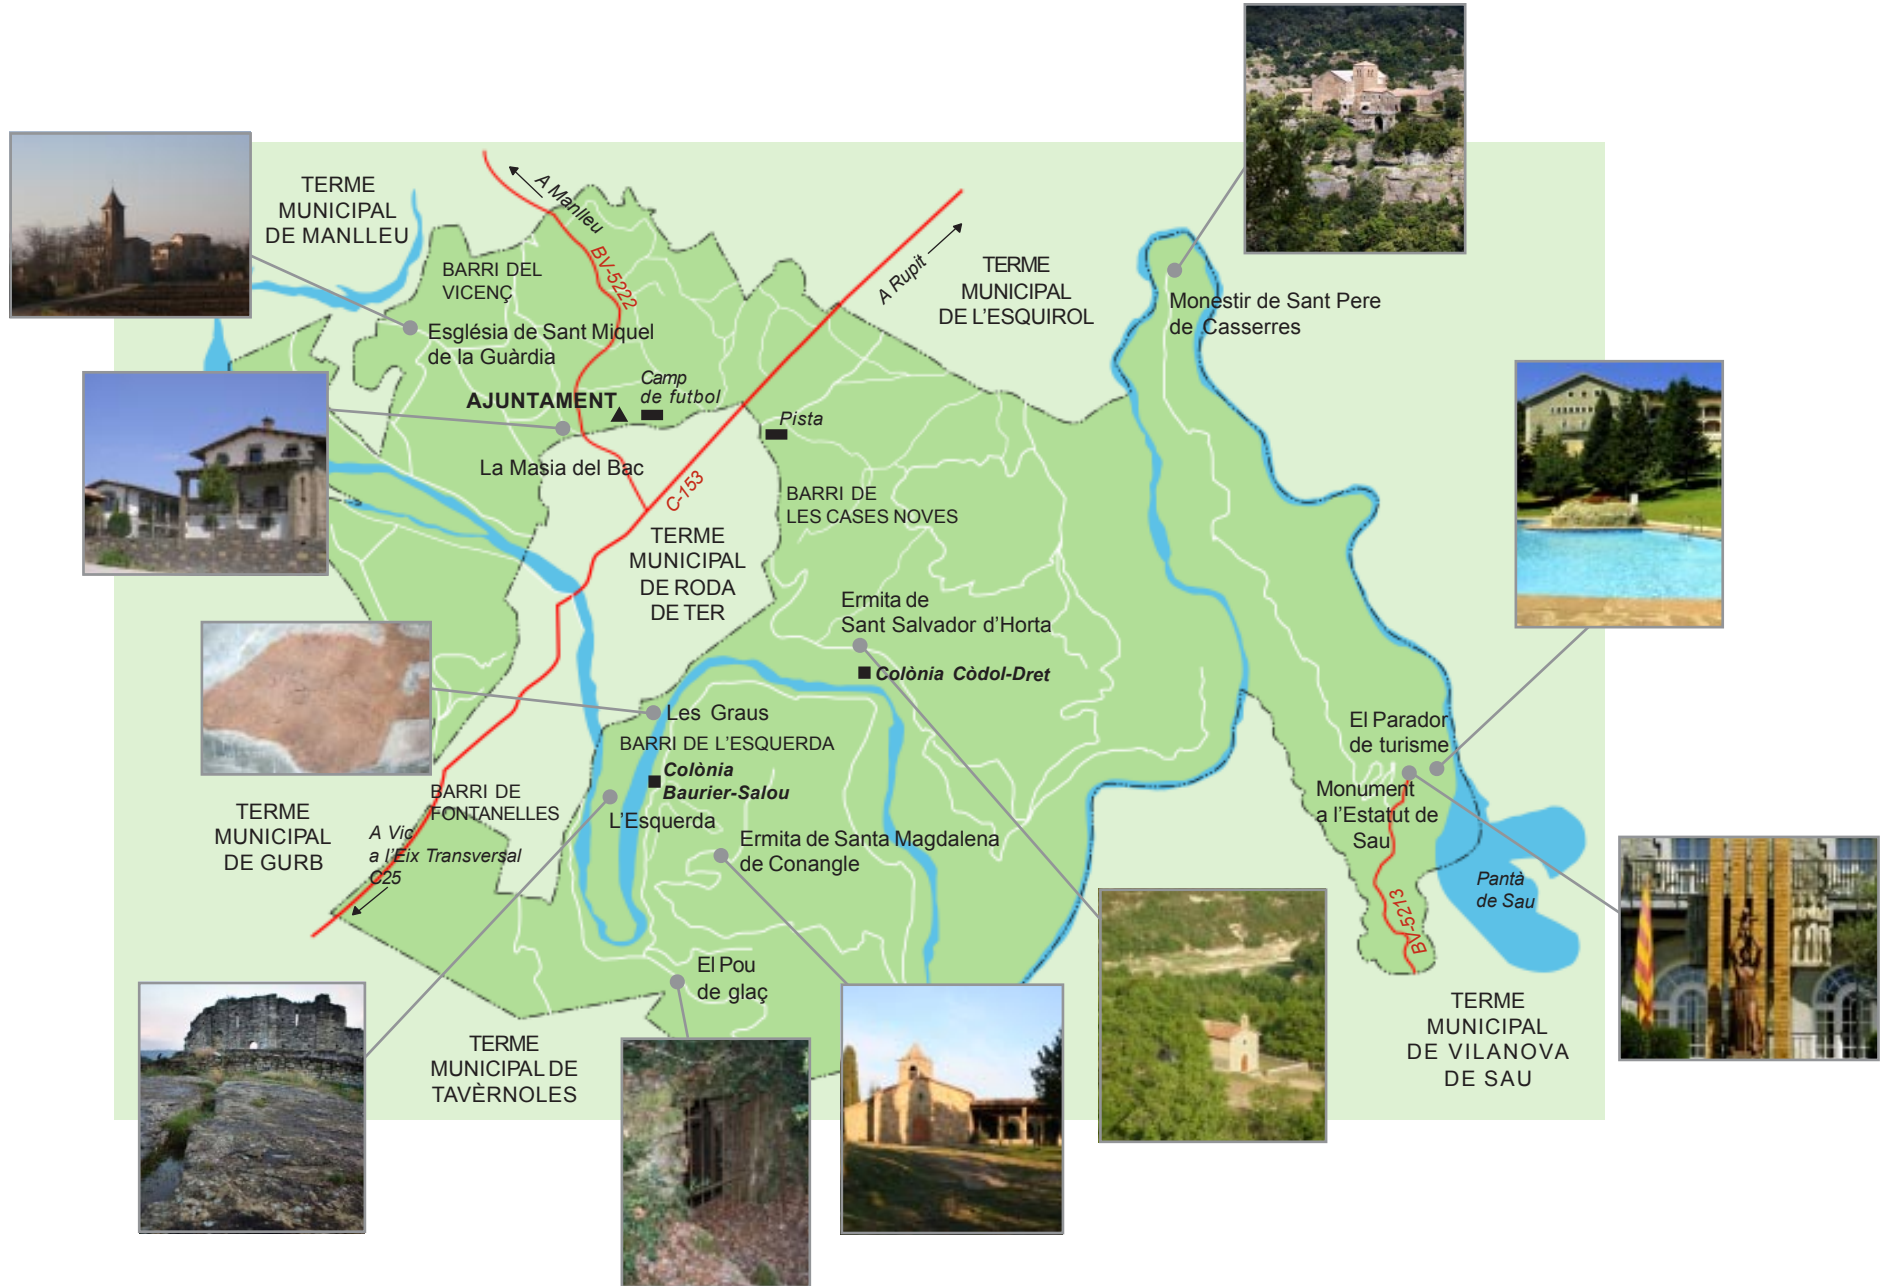 TERME
MUNICIPAL
DE MANLLEU
A Manlleu
BV-5222
BARRI DEL
VICENÇ
Església de Sant Miquel
de la Guàrdia
AJUNTAMENT
Camp
de futbol
Pista
La Masia del Bac
C-153
A Rupit
TERME
MUNICIPAL
DE L'ESQUIROL
Monestir de Sant Pere
de Casserres
BARRI DE
LES CASES NOVES
TERME
MUNICIPAL
DE RODA
DE TER
Ermita de
Sant Salvador d'Horta
Colònia Còdol-Dret
Les Graus
BARRI DE L'ESQUERDA
Colònia
Baurier-Salou
L'Esquerda
BARRI DE
FONTANELLES
TERME
MUNICIPAL
DE GURB
A Vic
a l'Eix Transversal
C25
Ermita de Santa Magdalena
de Conangle
El Parador
de turisme
Monument
a l'Estatut de
Sau
BV-5213
Pantà
de Sau
El Pou
de glaç
TERME
MUNICIPAL DE
TAVÈRNOLES
TERME
MUNICIPAL
DE VILANOVA
DE SAU